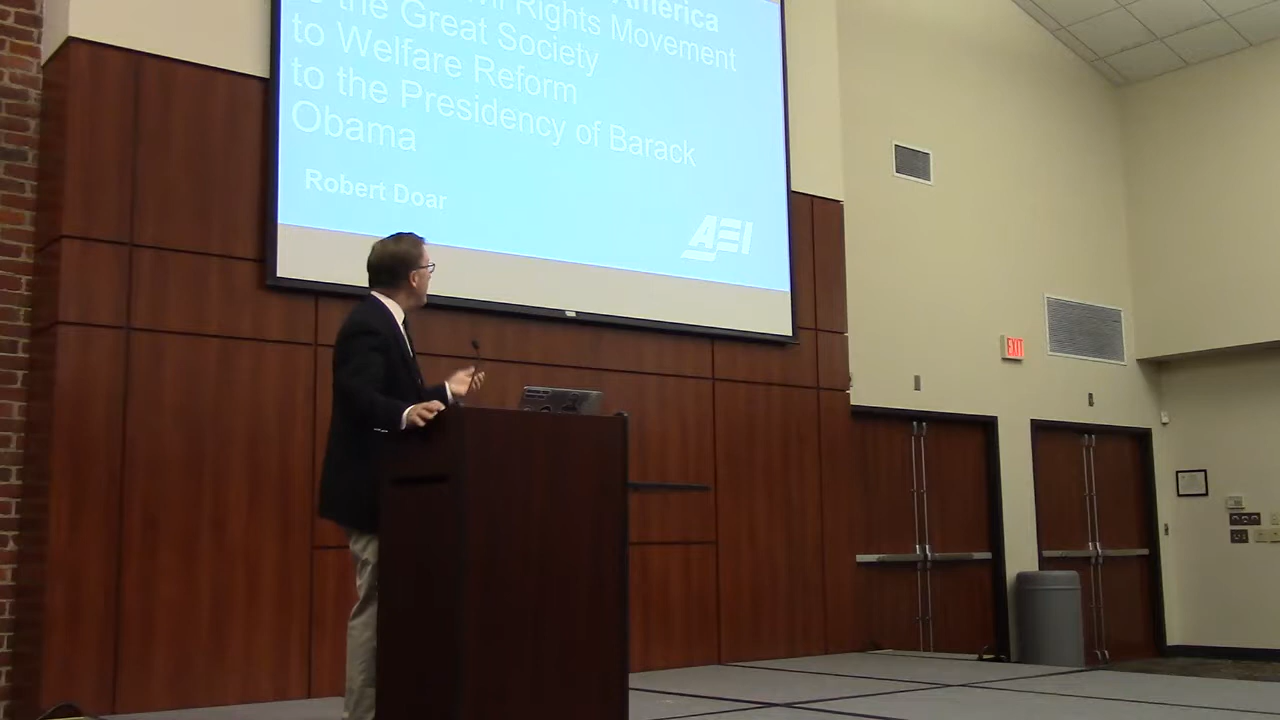 America
Rights Movement
the Great Society
to Welfare Reform
to the Presidency of Barack
Obama
Robert Doar
AEI
EXIT